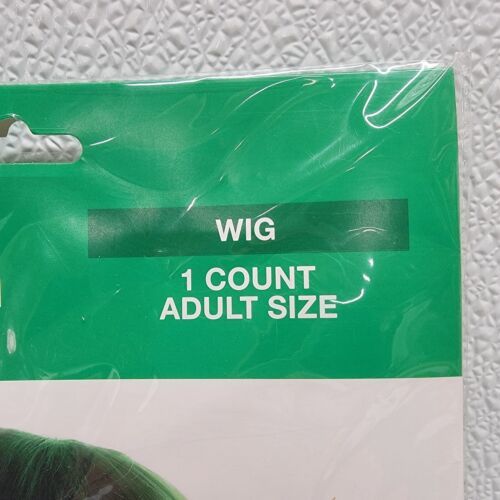 WIG
1 COUNT
ADULT SIZE